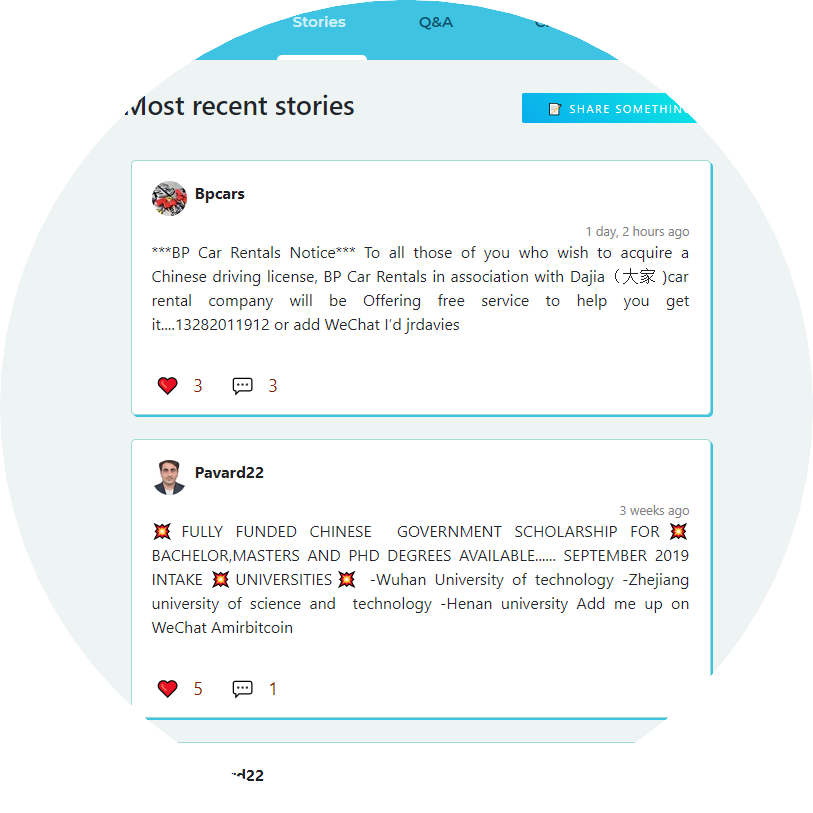 Stories Q&A
Most recent stories
SHARE SOMETHING
Bpcars
1 day, 2 hours ago
***BP Car Rentals Notice*** To all those of you who wish to acquire a
Chinese driving license, BP Car Rentals in association with Dajia（大家 )car
rental company will be Offering free service to help you get
it....13282011912 or add WeChat I'd jrdavies
3 3
Pavard22
3 weeks ago
💥 FULLY FUNDED CHINESE GOVERNMENT SCHOLARSHIP FOR 💥
BACHELOR,MASTERS AND PHD DEGREES AVAILABLE...... SEPTEMBER 2019
INTAKE 💥 UNIVERSITIES 💥 -Wuhan University of technology -Zhejiang
university of science and technology -Henan university Add me up on
WeChat Amirbitcoin
5 1